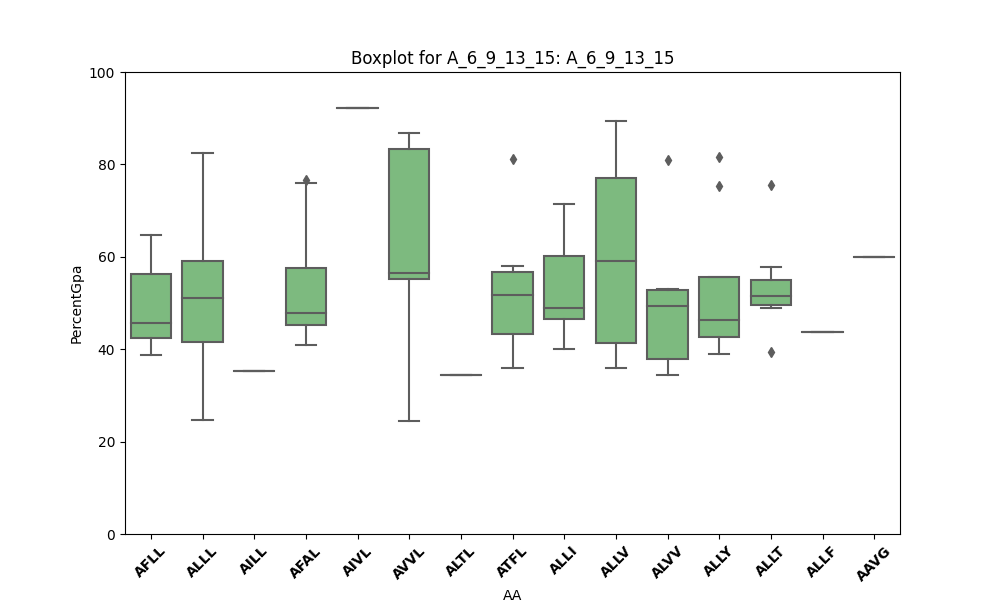 Boxplot for A_6_9_13_15: A_6_9_13_15
100
80
60
40
20
0
PercentGpa
AFLL ALLL AILL AFAL AIVL AVVL ALTL ATFL ALLI ALLV ALVV ALLY ALLT ALLF AAVG
AA